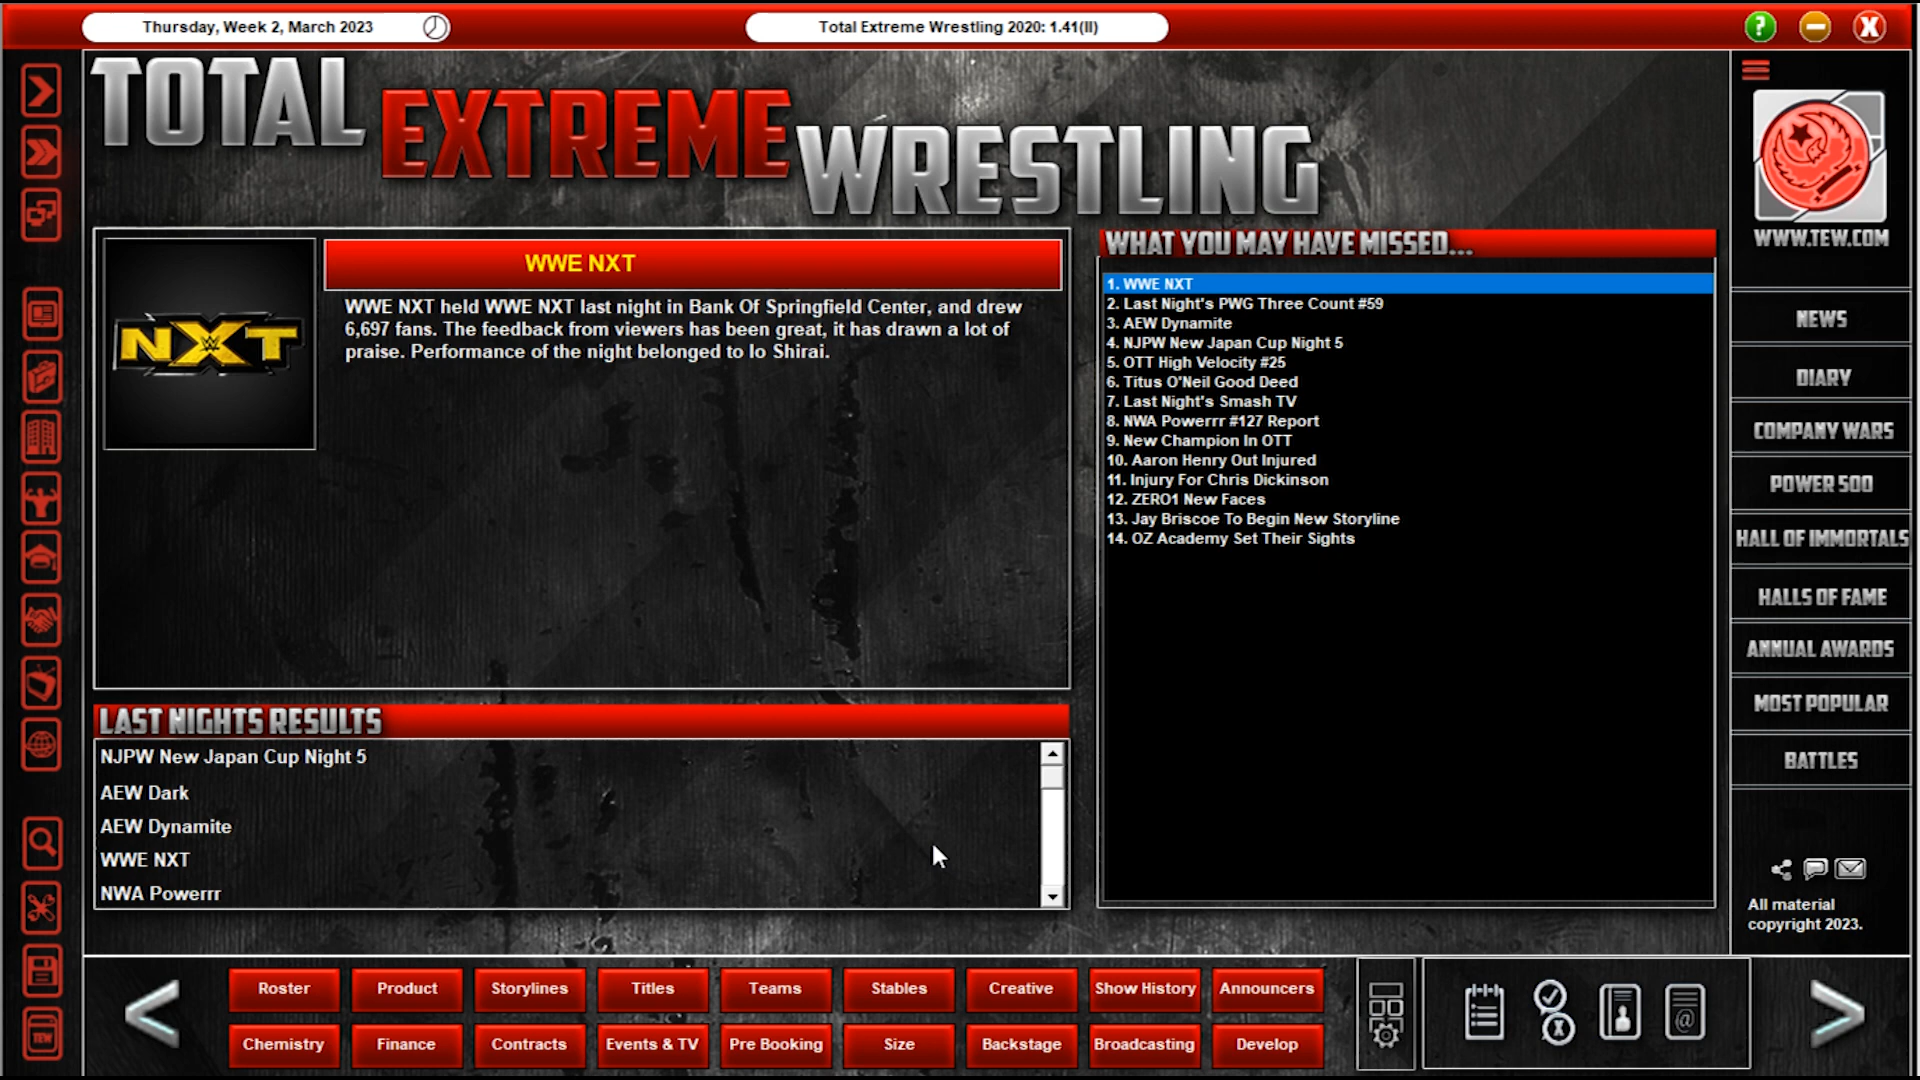 Thursday, Week 2, March 2023
Total Extreme Wrestling 2020: 1.41(II)
?
X
TOTAL EXTREME WRESTLING
WWW.TEW.COM
NXT
WWE NXT
WWE NXT held WWE NXT last night in Bank Of Springfield Center, and drew
6,697 fans. The feedback from viewers has been great, it has drawn a lot of
praise. Performance of the night belonged to Io Shirai.
WHAT YOU MAY HAVE MISSED...
1. WWE NXT
2. Last Night's PWG Three Count #59
3. AEW Dynamite
4. NJPW New Japan Cup Night 5
5. OTT High Velocity #25
6. Titus O'Neil Good Deed
7. Last Night's Smash TV
8. NWA Powerrr #127 Report
9. New Champion In OTT
10. Aaron Henry Out Injured
11. Injury For Chris Dickinson
12. ZERO1 New Faces
13. Jay Briscoe To Begin New Storyline
14. OZ Academy Set Their Sights
LAST NIGHTS RESULTS
NJPW New Japan Cup Night 5
AEW Dark
AEW Dynamite
WWE NXT
NWA Powerrr
NEWS
DIARY
COMPANY WARS
POWER 500
HALL OF IMMORTALS
HALLS OF FAME
ANNUAL AWARDS
MOST POPULAR
BATTLES
All material
copyright 2023.
Roster
Product
Storylines
Titles
Teams
Stables
Creative
Show History
Announcers
Chemistry
Finance
Contracts
Events & TV
Pre Booking
Size
Backstage
Broadcasting
Develop
TEW
@